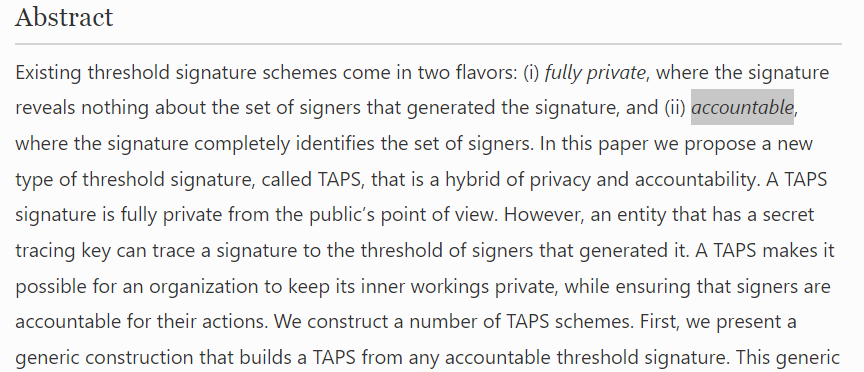 Abstract
Existing threshold signature schemes come in two flavors: (i) fully private, where the signature
reveals nothing about the set of signers that generated the signature, and (ii) accountable,
where the signature completely identifies the set of signers. In this paper we propose a new
type of threshold signature, called TAPS, that is a hybrid of privacy and accountability. A TAPS
signature is fully private from the public’s point of view. However, an entity that has a secret
tracing key can trace a signature to the threshold of signers that generated it. A TAPS makes it
possible for an organization to keep its inner workings private, while ensuring that signers are
accountable for their actions. We construct a number of TAPS schemes. First, we present a
generic construction that builds a TAPS from any accountable threshold signature. This generic